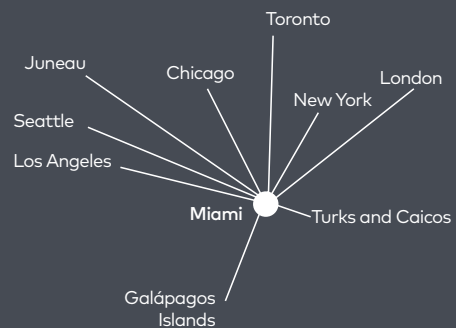 Toronto
Juneau
Chicago
London
New York
Seattle
Los Angeles
Miami
Turks and Caicos
Galápagos
Islands